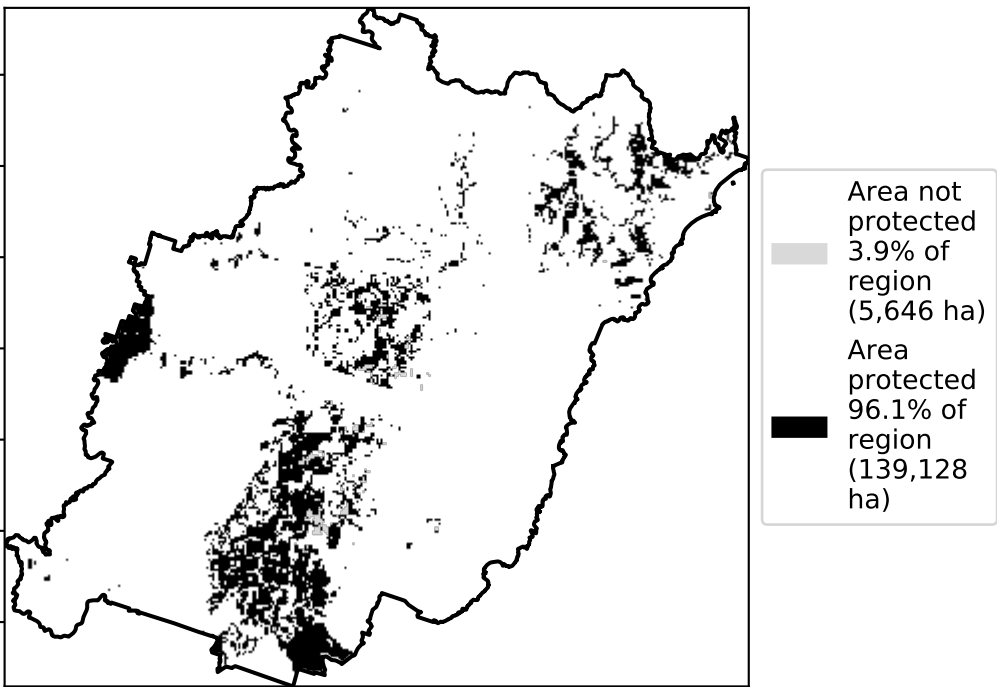 Area not
protected
3.9% of
region
(5,646 ha)
Area
protected
96.1% of
region
(139,128
ha)